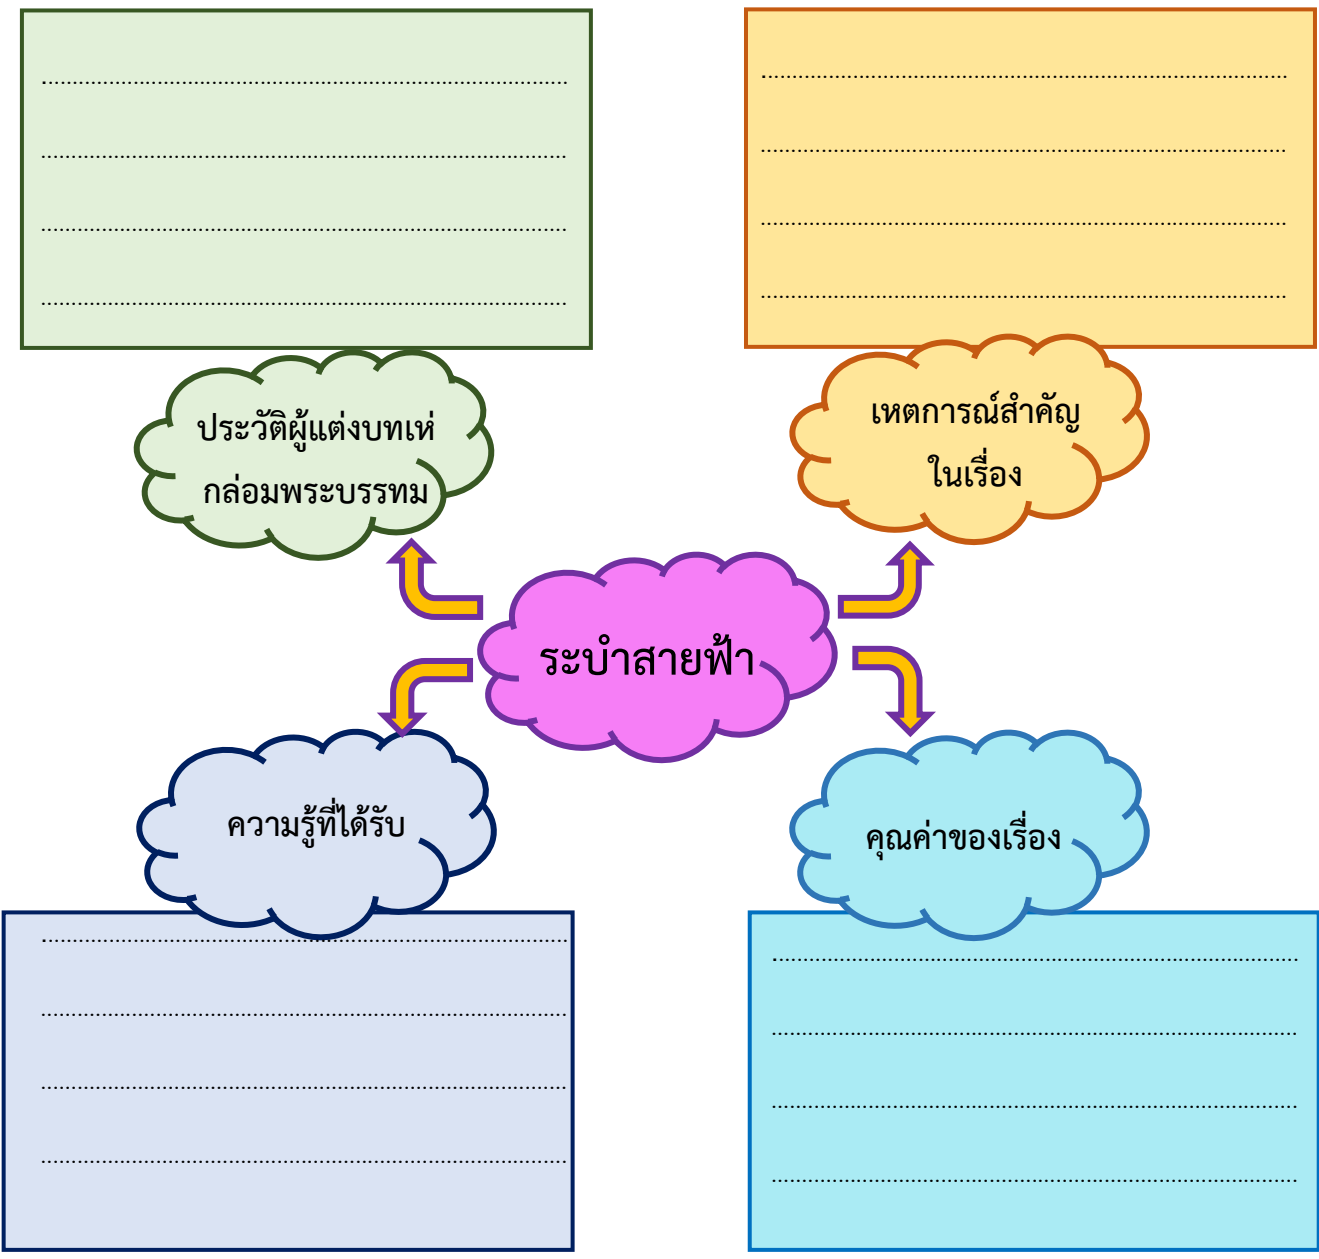 ประวัติผู้แต่งบทเห่
กล่อมพระบรรทม
เหตุการณ์สำคัญ
ในเรื่อง
ระบำสายฟ้า
ความรู้ที่ได้รับ
คุณค่าของเรื่อง